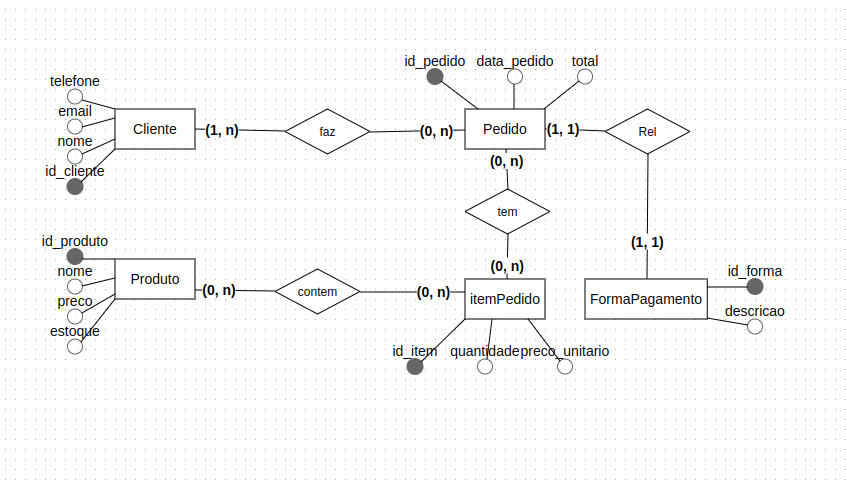 id_pedido data_pedido total
telefone
email
Cliente (1, n) faz (0, n) Pedido (1, 1) Rel
nome
id_cliente
(0, n)
tem
id_produto
(1, 1)
nome
Produto (0, n) contem (0, n) itemPedido
(0, n)
preco
estoque
FormaPagamento
id_forma
descricao
id_item quantidade preco_unitario